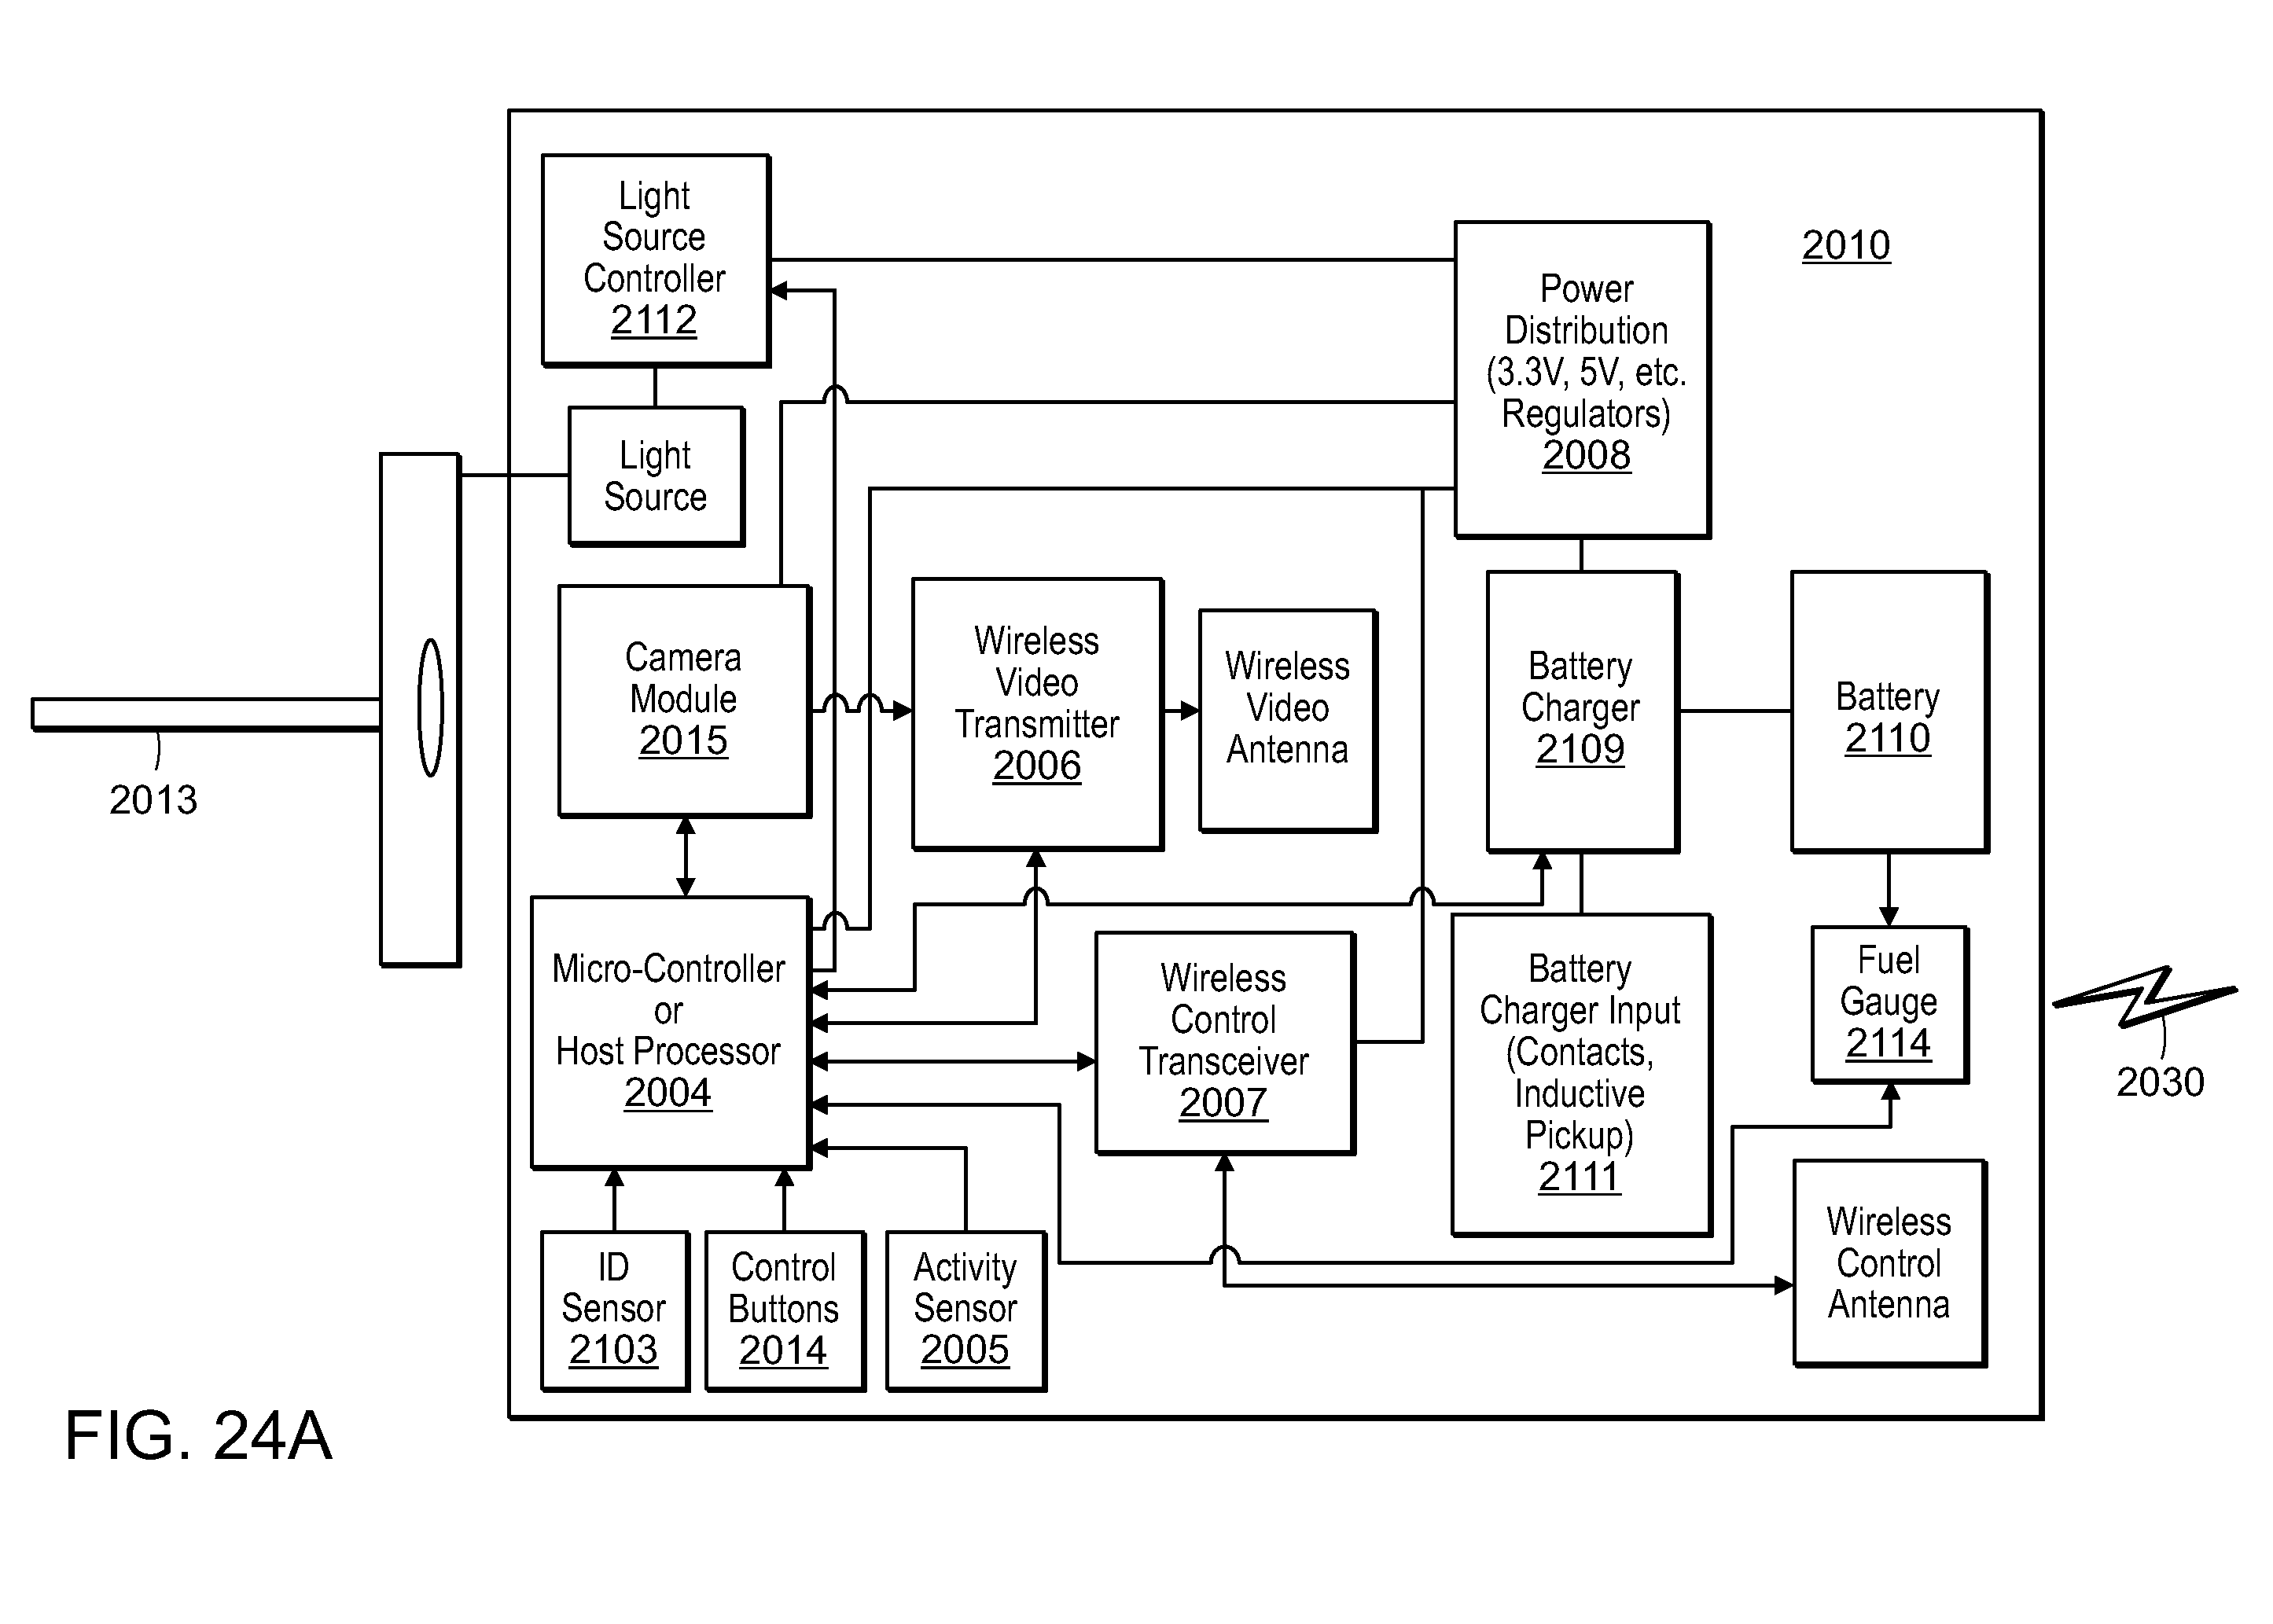 Light
Source
Controller
2112
Light
Source
Power
Distribution
(3.3V, 5V, etc.
Regulators)
2008
2010
Camera
Module
2015
Wireless
Video
Transmitter
2006
Wireless
Video
Antenna
Battery
Charger
2109
Battery
2110
2013
Micro-Controller
or
Host Processor
2004
Wireless
Control
Transceiver
2007
Battery
Charger Input
(Contacts,
Inductive
Pickup)
2111
Fuel
Gauge
2114
2030
ID
Sensor
2103
Control
Buttons
2014
Activity
Sensor
2005
Wireless
Control
Antenna
FIG. 24A